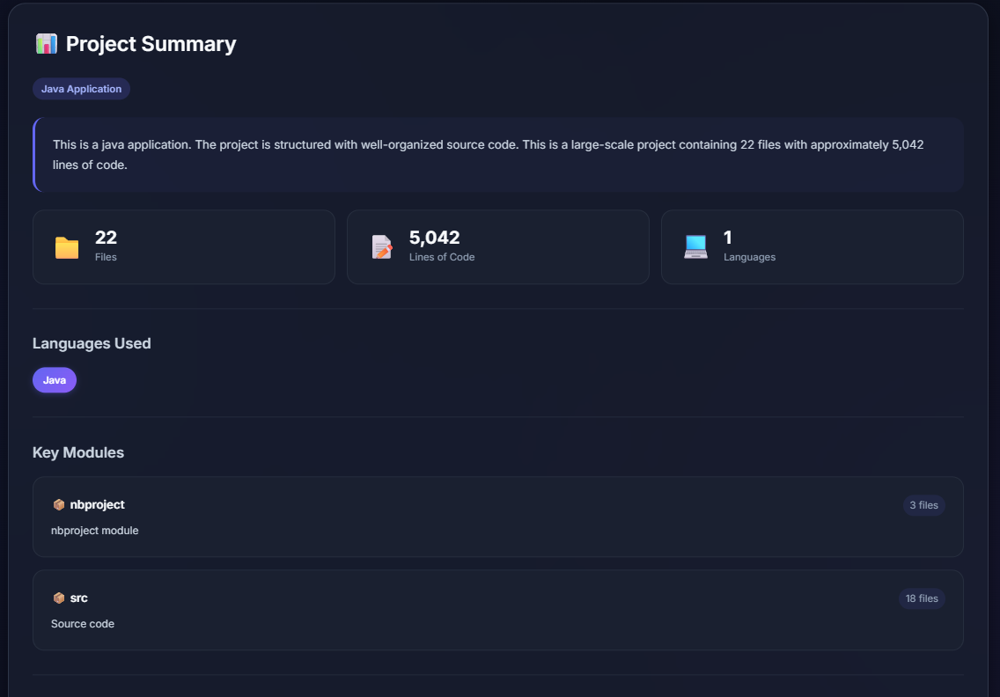 Project Summary
Java Application
This is a java application. The project is structured with well-organized source code. This is a large-scale project containing 22 files with approximately 5,042
lines of code.
22
Files
5,042
Lines of Code
1
Languages
Languages Used
Java
Key Modules
nbproject
3 files
nbproject module
src
18 files
Source code